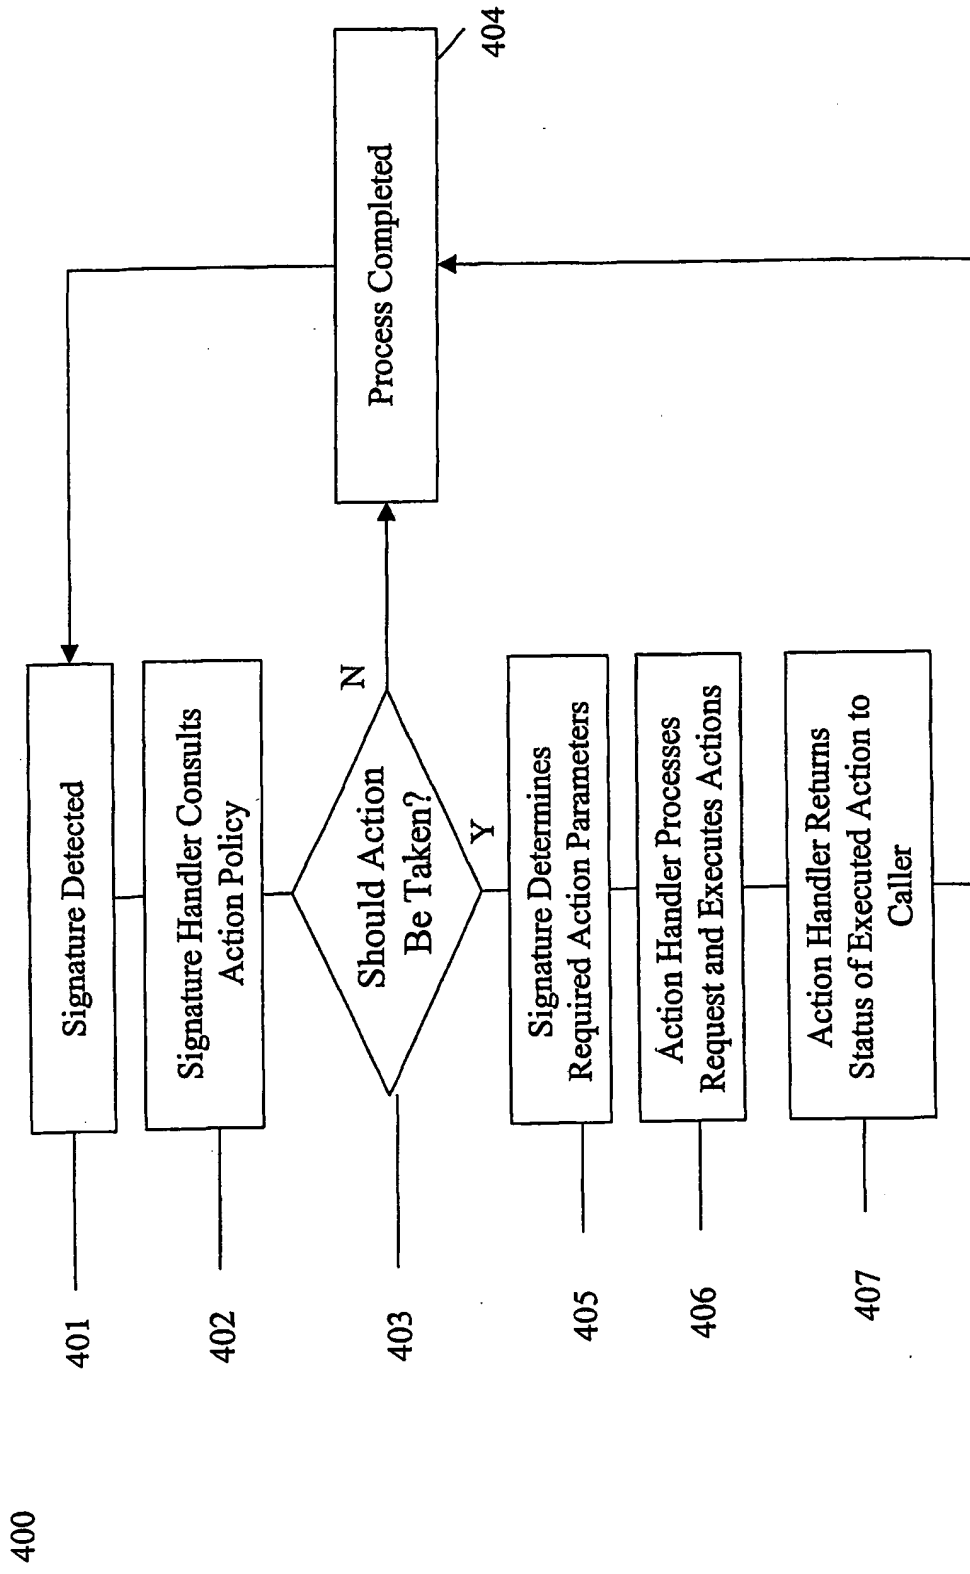 400
401
Signature Detected
402
Signature Handler Consults
Action Policy
403
Should Action
Be Taken?
N
Y
Process Completed
404
405
Signature Determines
Required Action Parameters
406
Action Handler Processes
Request and Executes Actions
407
Action Handler Returns
Status of Executed Action to
Caller